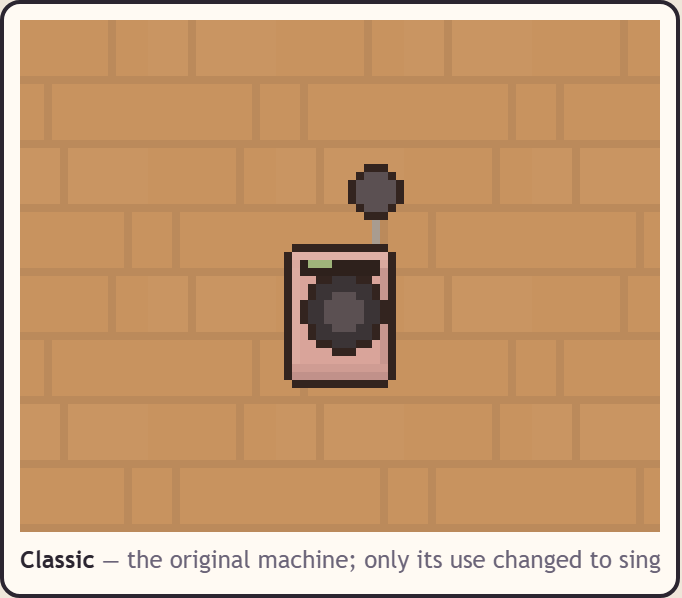 Classic — the original machine; only its use changed to sing